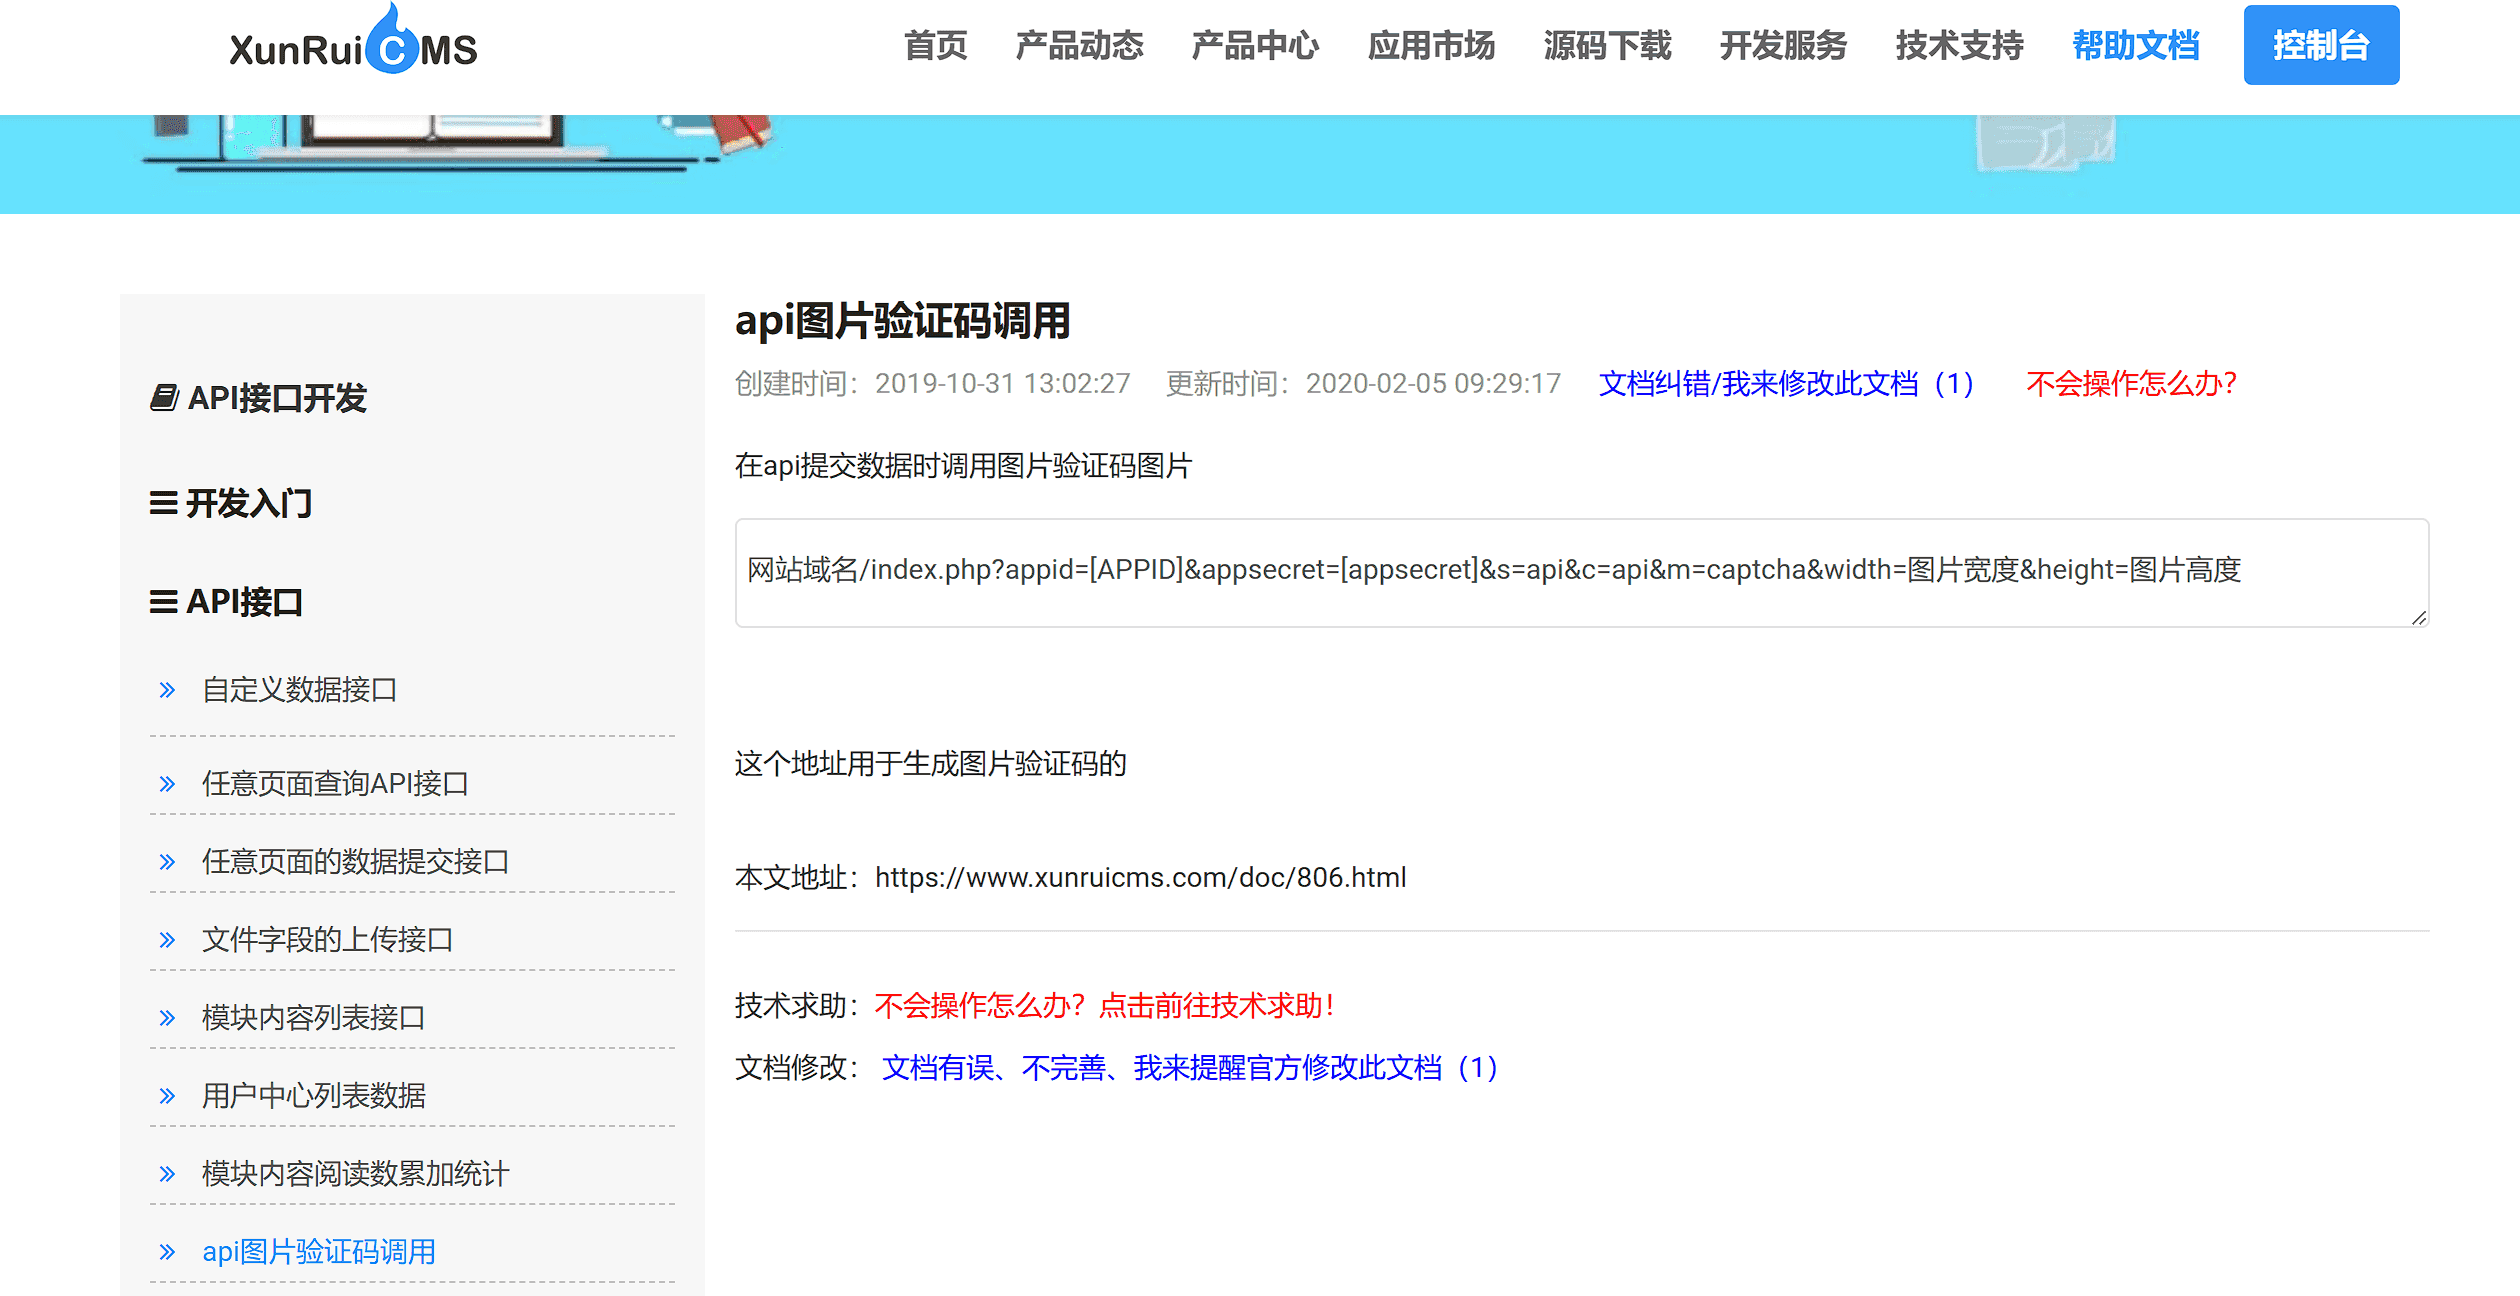 XunRuiCMS
首页 产品动态 产品中心 应用市场 源码下载 开发服务 技术支持 帮助文档 控制台
API接口开发
开发入门
API接口
自定义数据接口
任意页面查询API接口
任意页面的数据提交接口
文件字段的上传接口
模块内容列表接口
用户中心列表数据
模块内容阅读数累加统计
api图片验证码调用
api图片验证码调用
创建时间：2019-10-31 13:02:27 更新时间：2020-02-05 09:29:17 文档纠错/我来修改此文档（1） 不会操作怎么办？
在api提交数据时调用图片验证码图片
网站域名/index.php?appid=[APPID]&appsecret=[appsecret]&s=api&c=api&m=captcha&width=图片宽度&height=图片高度
这个地址用于生成图片验证码的
本文地址：https://www.xunruicms.com/doc/806.html
技术求助：不会操作怎么办？点击前往技术求助！
文档修改： 文档有误、不完善、我来提醒官方修改此文档（1）